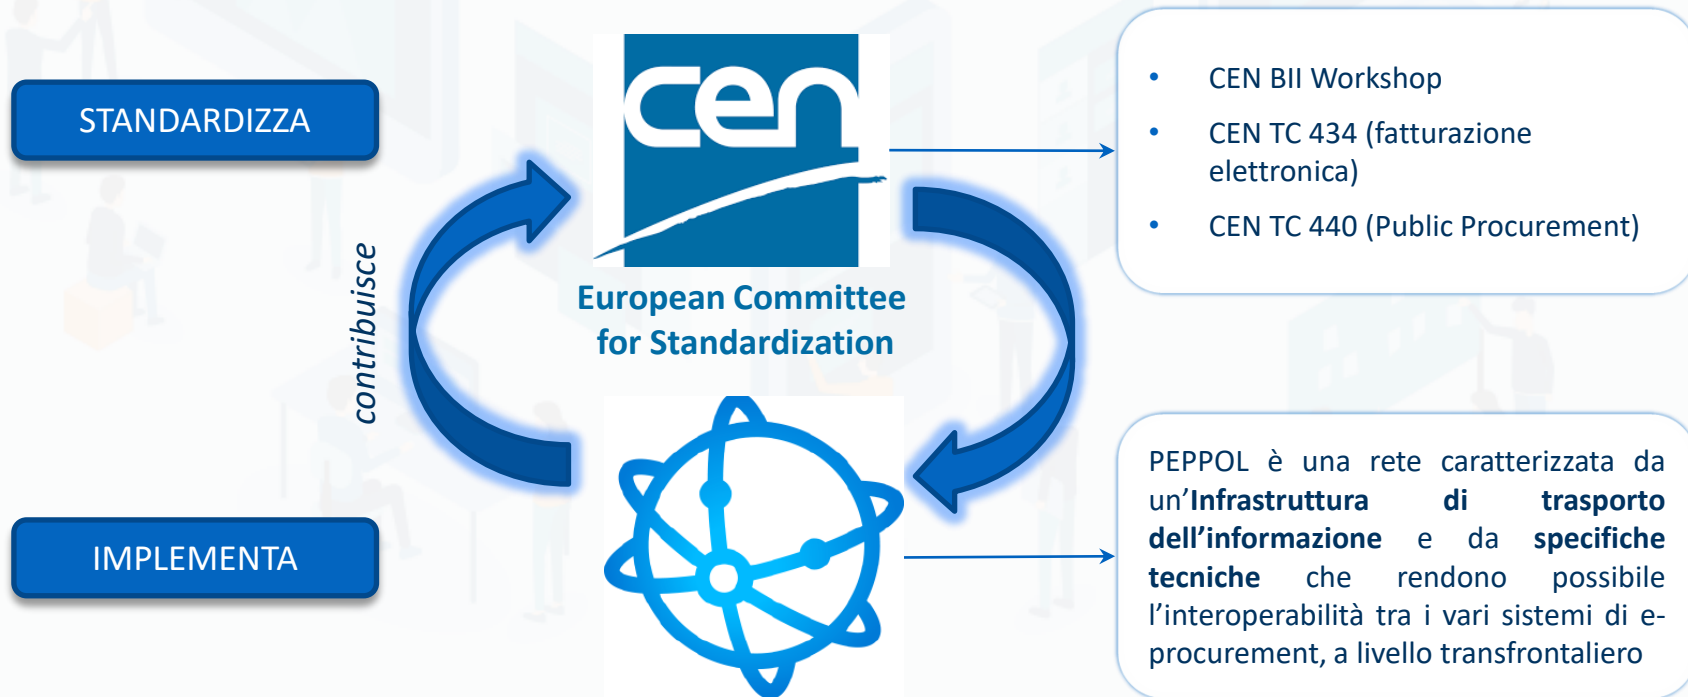 STANDARDIZZA
cen
European Committee
for Standardization
• CEN BII Workshop
• CEN TC 434 (fatturazione
elettronica)
• CEN TC 440 (Public Procurement)
contribuisce
IMPLEMENTA
PEPPOL è una rete caratterizzata da
un’Infrastruttura di trasporto
dell’informazione e da specifiche
tecniche che rendono possibile
l’interoperabilità tra i vari sistemi di e-
procurement, a livello transfrontaliero